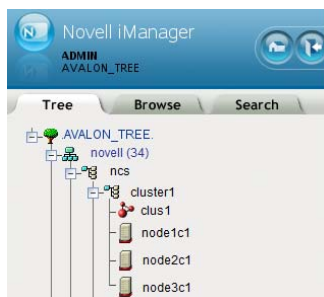 Novell iManager
ADMIN
AVALON_TREE
Tree Browse Search
.AVALON_TREE.
novell (34)
ncs
cluster1
clus1
node1c1
node2c1
node3c1